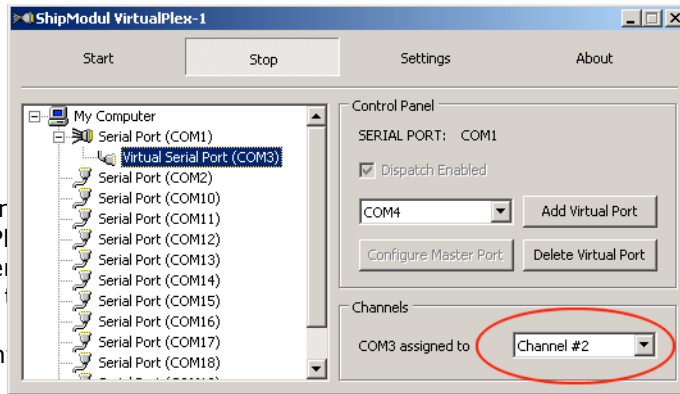 ShipModul VirtualPlex-1
Start Stop Settings About
My Computer
Serial Port (COM1)
Virtual Serial Port (COM3)
Serial Port (COM2)
Serial Port (COM10)
Serial Port (COM11)
Serial Port (COM12)
Serial Port (COM13)
Serial Port (COM14)
Serial Port (COM15)
Serial Port (COM16)
Serial Port (COM17)
Serial Port (COM18)
Control Panel
SERIAL PORT: COM1
Dispatch Enabled
COM4 Add Virtual Port
Configure Master Port Delete Virtual Port
Channels
COM3 assigned to Channel #2